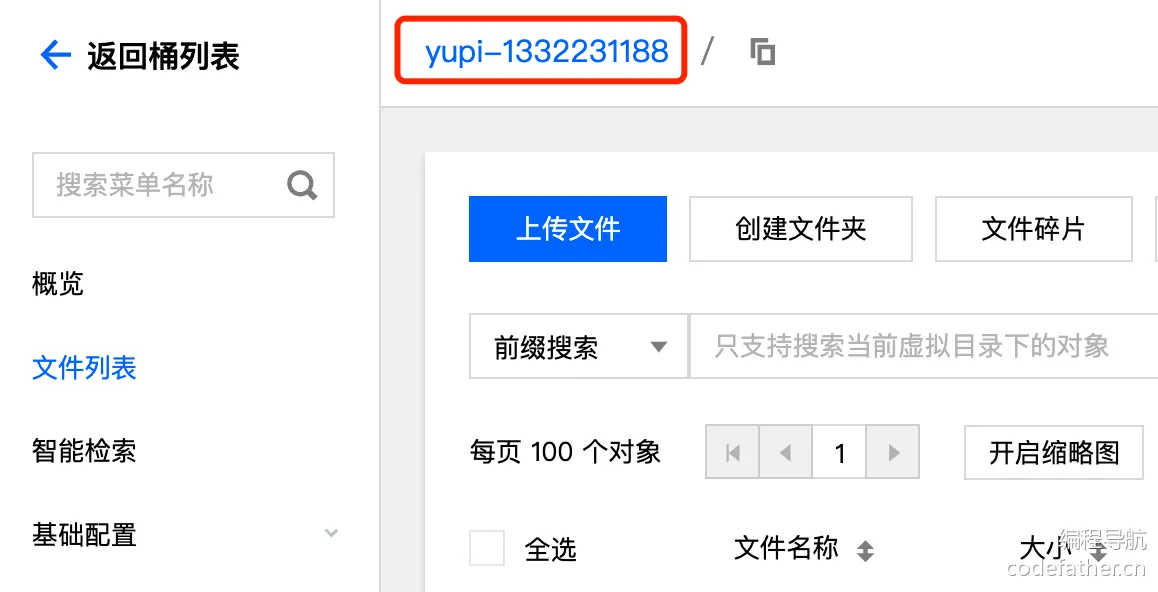 返回桶列表
yupi-1332231188 /
搜索菜单名称
上传文件 创建文件夹 文件碎片
概览
前缀搜索 只支持搜索当前虚拟目录下的对象
文件列表
每页 100 个对象 1 开启缩略图
智能检索
基础配置
全选 文件名称 大小
编程导航
codefather.cn